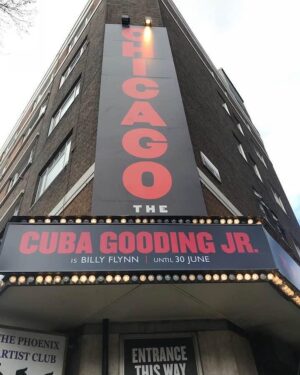 CHICAGO
THE
CUBA GOODING JR.
IS BILLY FLYNN | UNTIL 30 JUNE
THE PHOENIX
ARTIST CLUB
ENTRANCE
THIS WAY